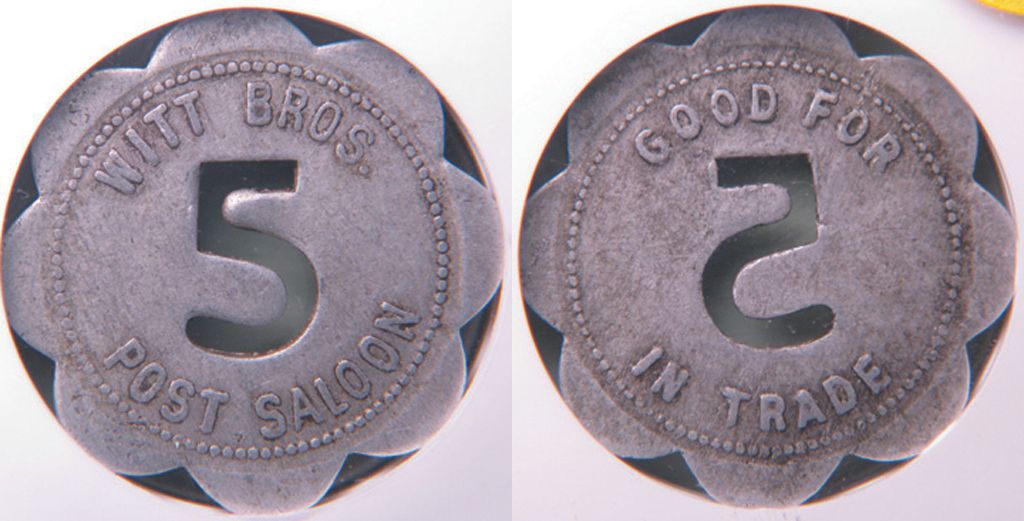 WITT BROS.
5
POST SALOON
GOOD FOR
5
IN TRADE